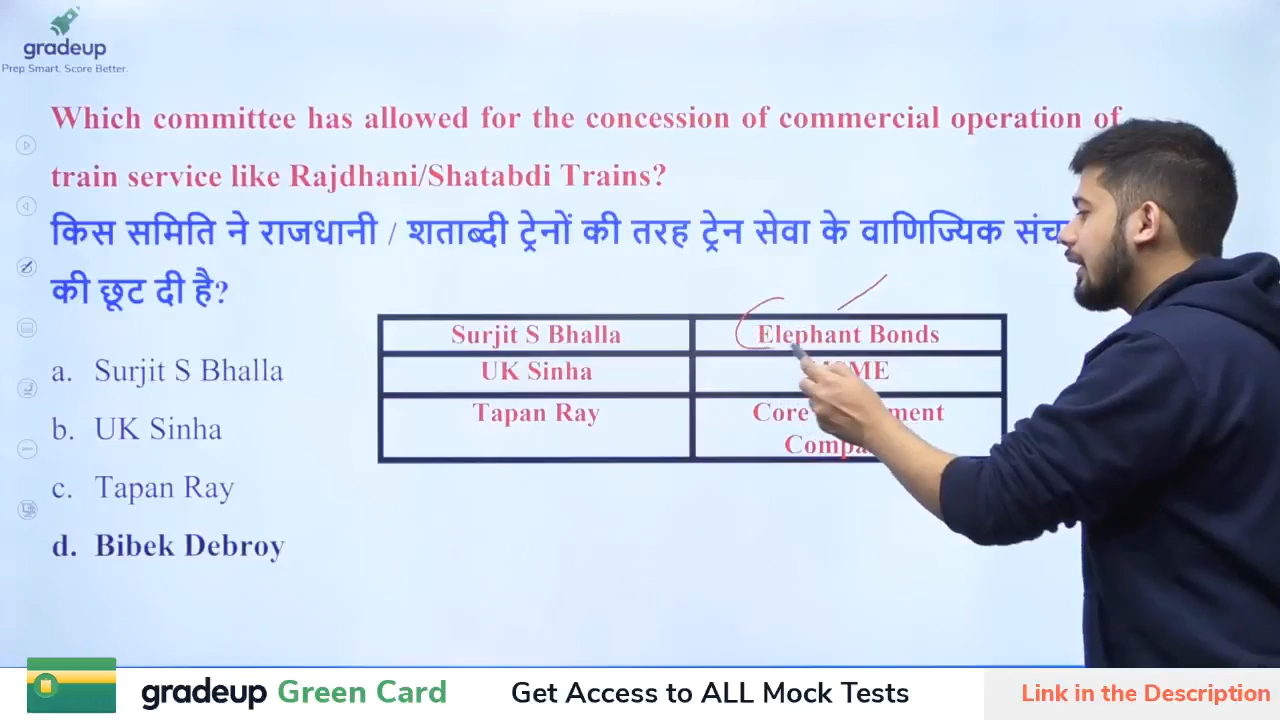 gradeup
Prep Smart. Score Better.
Which committee has allowed for the concession of commercial operation of
train service like Rajdhani/Shatabdi Trains?
किस समिति ने राजधानी / शताब्दी ट्रेनों की तरह ट्रेन सेवा के वाणिज्यिक
की छूट दी है?
a. Surjit S Bhalla
b. UK Sinha
c. Tapan Ray
d. Bibek Debroy
Surjit S Bhalla Elephant Bonds
UK Sinha
Tapan Ray Core
gradeup Green Card Get Access to ALL Mock Tests Link in the Description